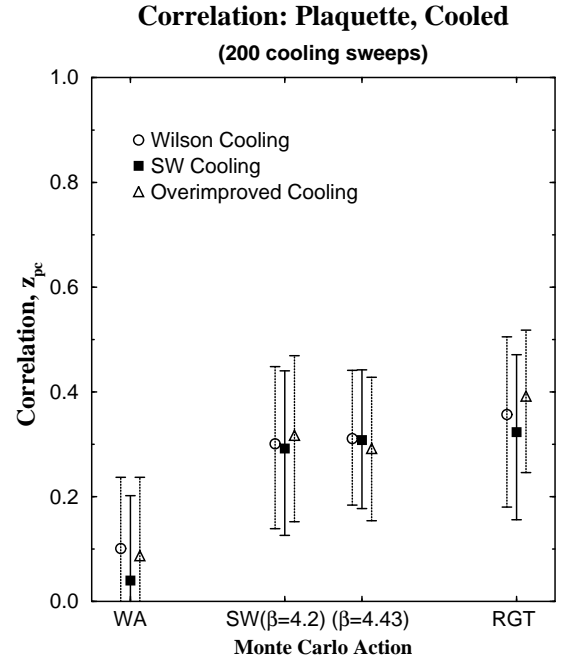 Correlation: Plaquette, Cooled
(200 cooling sweeps)
1.0
Wilson Cooling
SW Cooling
Overimproved Cooling
0.8
0.6
0.4
0.2
0.0
Correlation, z_pc
WA SW(β=4.2) (β=4.43) RGT
Monte Carlo Action